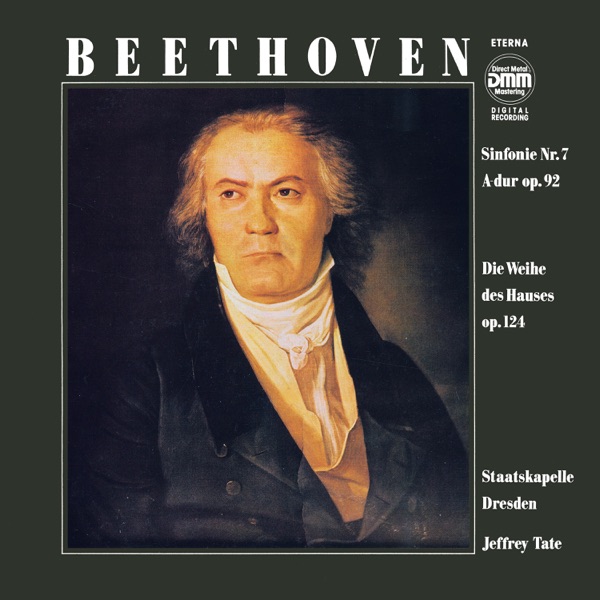 BEETHOVEN
ETERNA
Direct Metal
DMM
Mastering
DIGITAL
RECORDING
Sinfonie Nr. 7
A-dur op. 92
Die Weihe
des Hauses
op. 124
Staatskapelle
Dresden
Jeffrey Tate